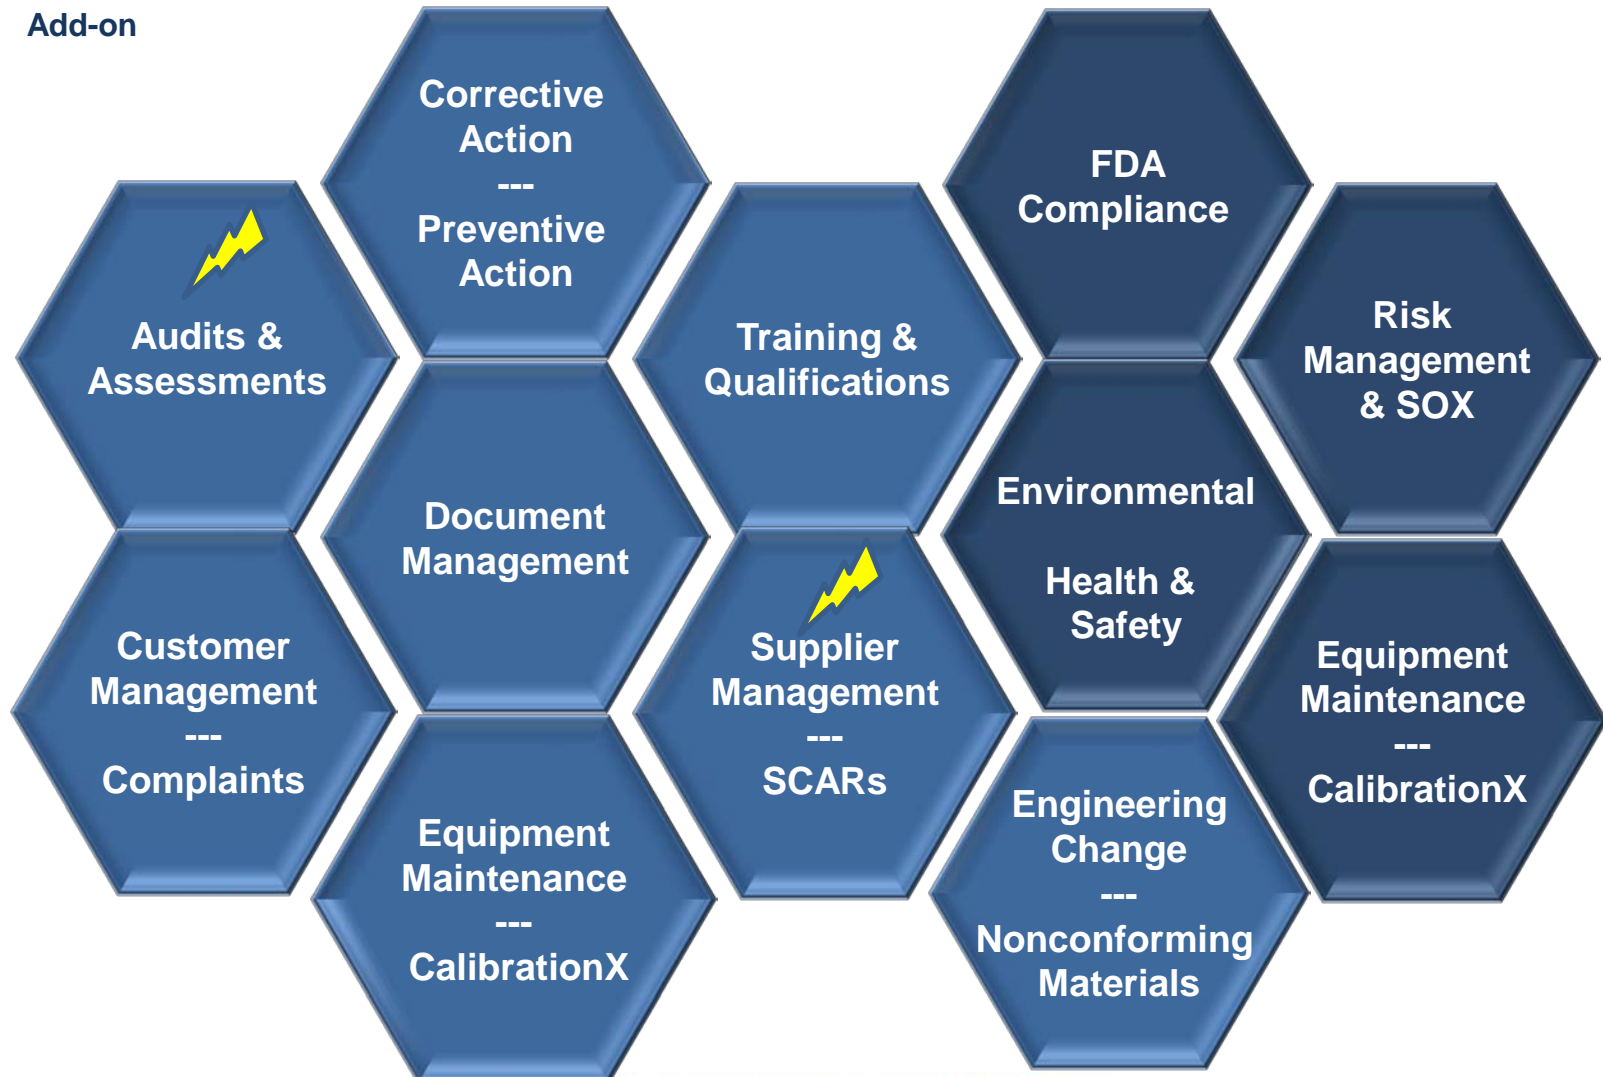 Add-on
Corrective
Action
---
Preventive
Action
FDA
Compliance
Audits &
Assessments
Training &
Qualifications
Risk
Management
& SOX
Document
Management
Environmental
Health &
Safety
Customer
Management
---
Complaints
Supplier
Management
---
SCARs
Equipment
Maintenance
---
CalibrationX
Equipment
Maintenance
---
CalibrationX
Engineering
Change
---
Nonconforming
Materials